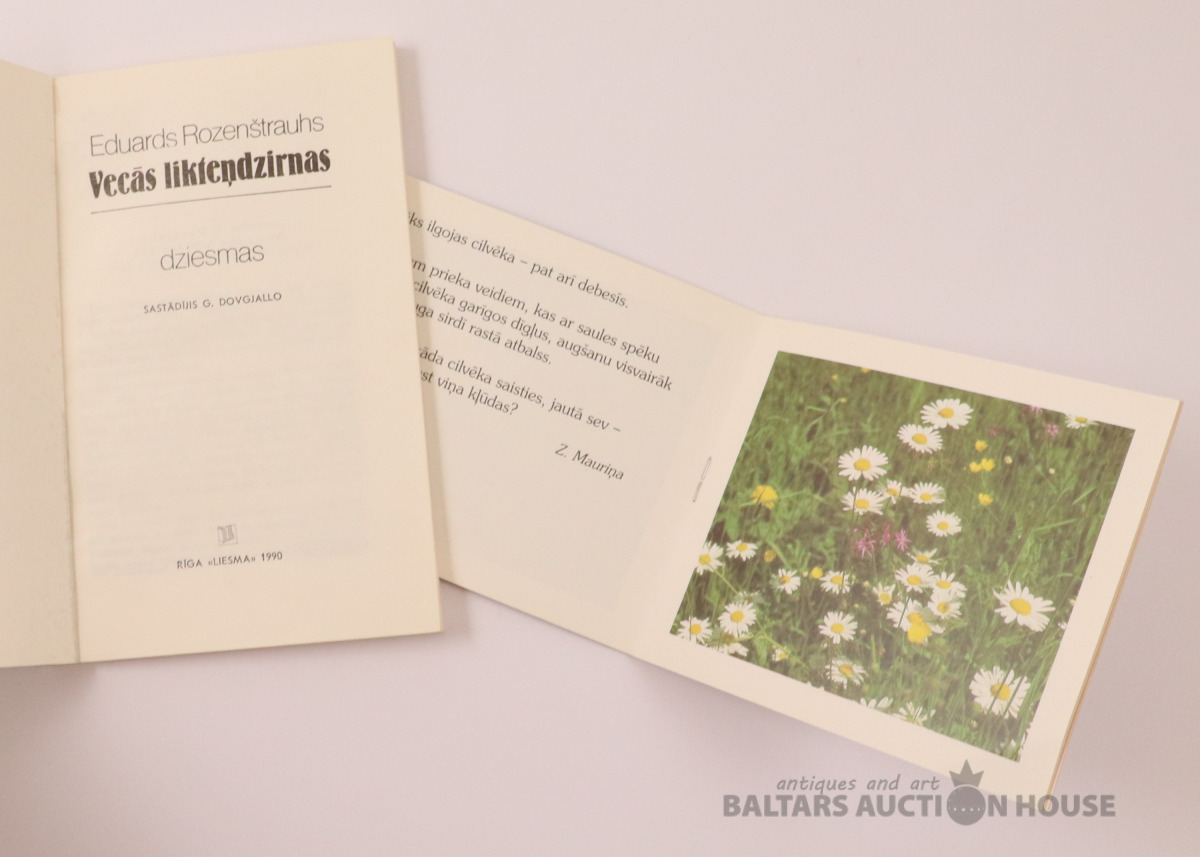 Eduards Rozenštrauhs
Vecās likteņdzirnas
dziesmas
SASTĀDĪJIS G. DOVGJALLO
RĪGA «LIESMA» 1990
ilgojas cilvēka – pat arī debesīs.
prieka veidiem, kas ar saules spēku
cilvēka garīgos dīgļus, augšanu visvairāk
sirdī rastā atbalss.
cilvēka saisties, jautā sev –
viņa kļūdas?
Z. Mauriņa
antiques and art
BALTARS AUCTION HOUSE